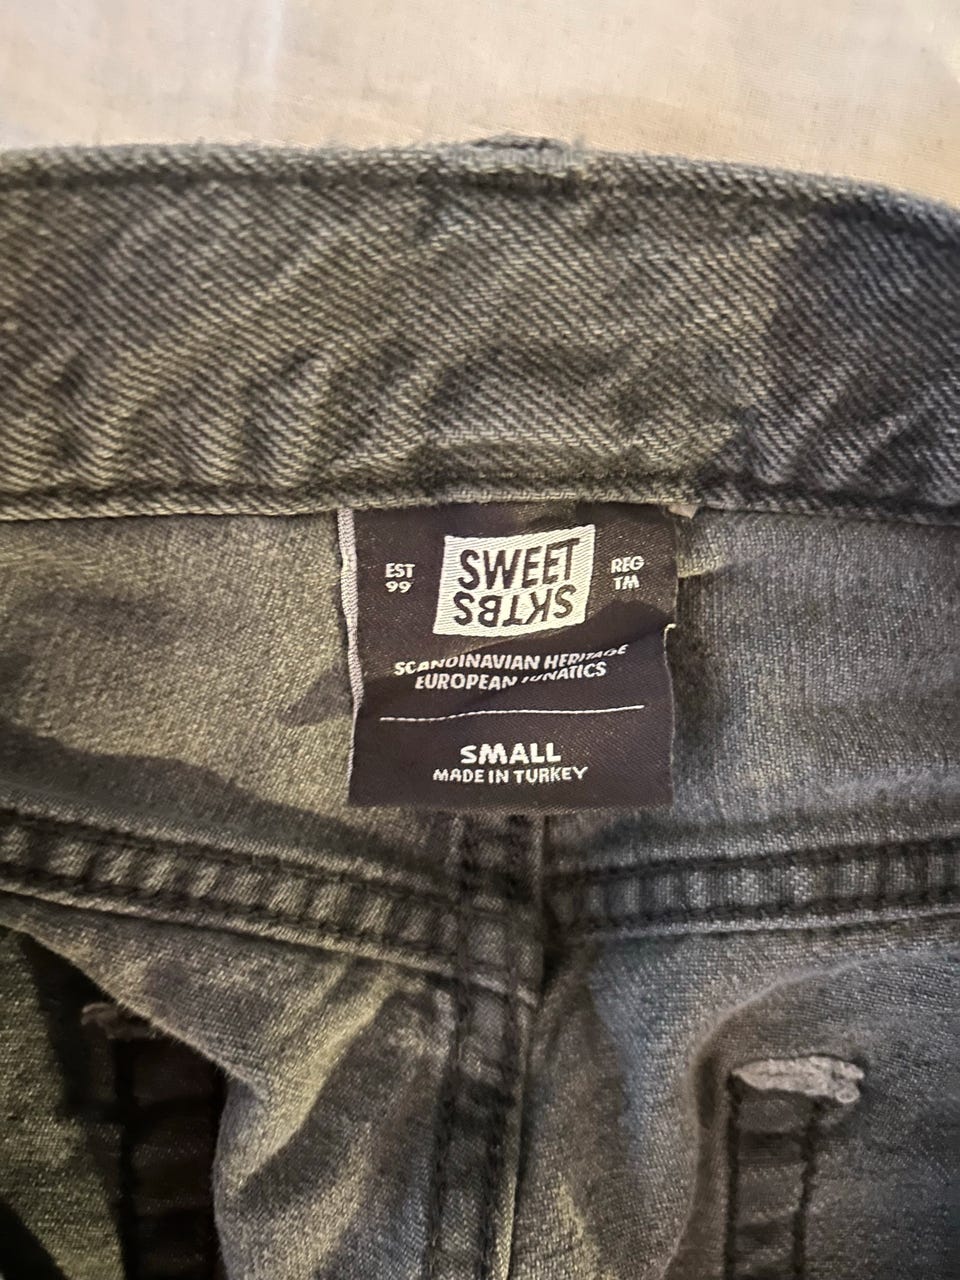 EST
99
SWEET
SKTBS
REG
TM
SCANDINAVIAN HERITAGE
EUROPEAN LUNATICS
SMALL
MADE IN TURKEY